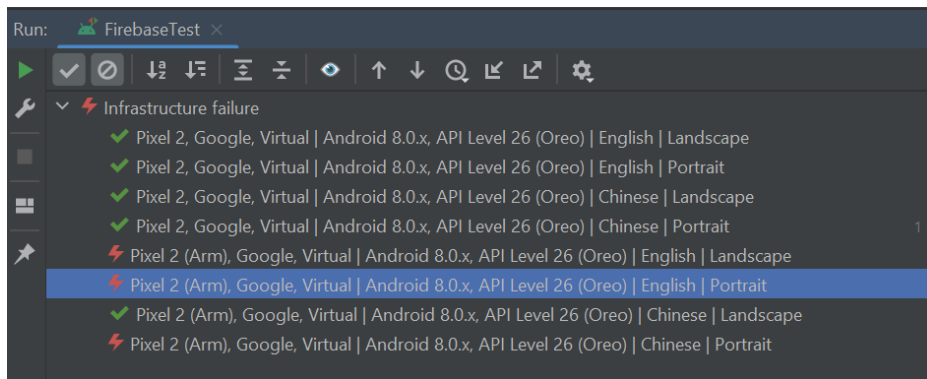 Run: FirebaseTest
Infrastructure failure
Pixel 2, Google, Virtual | Android 8.0.x, API Level 26 (Oreo) | English | Landscape
Pixel 2, Google, Virtual | Android 8.0.x, API Level 26 (Oreo) | English | Portrait
Pixel 2, Google, Virtual | Android 8.0.x, API Level 26 (Oreo) | Chinese | Landscape
Pixel 2, Google, Virtual | Android 8.0.x, API Level 26 (Oreo) | Chinese | Portrait 1
Pixel 2 (Arm), Google, Virtual | Android 8.0.x, API Level 26 (Oreo) | English | Landscape
Pixel 2 (Arm), Google, Virtual | Android 8.0.x, API Level 26 (Oreo) | English | Portrait
Pixel 2 (Arm), Google, Virtual | Android 8.0.x, API Level 26 (Oreo) | Chinese | Landscape
Pixel 2 (Arm), Google, Virtual | Android 8.0.x, API Level 26 (Oreo) | Chinese | Portrait